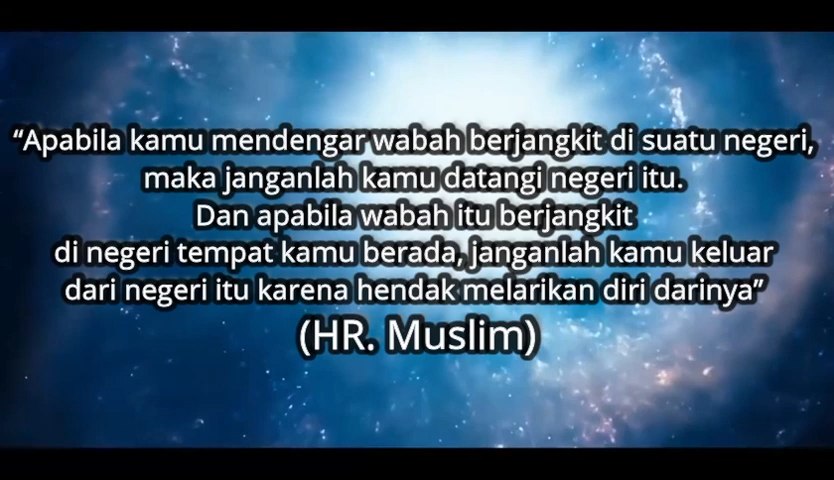 “Apabila kamu mendengar wabah berjangkit di suatu negeri,
maka janganlah kamu datangi negeri itu.
Dan apabila wabah itu berjangkit
di negeri tempat kamu berada, janganlah kamu keluar
dari negeri itu karena hendak melarikan diri darinya”
(HR. Muslim)